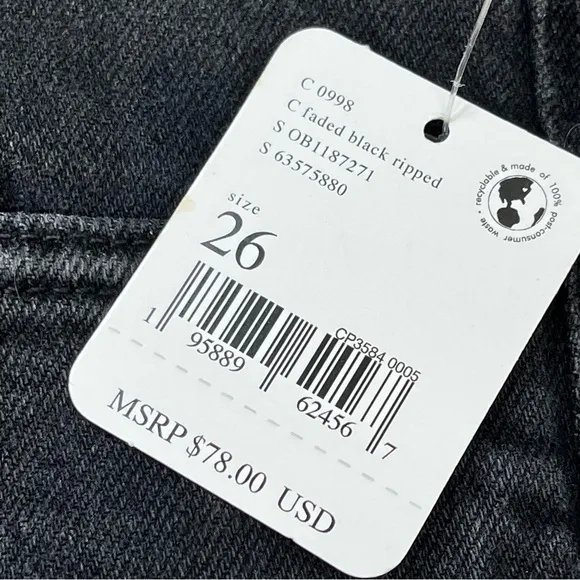 C 0998
C faded black ripped
S OB1187271
S 63575880
recyclable & made of 100% post-consumer waste •
size
26
CP3584 0005
1 95889 62456 7
MSRP $78.00 USD